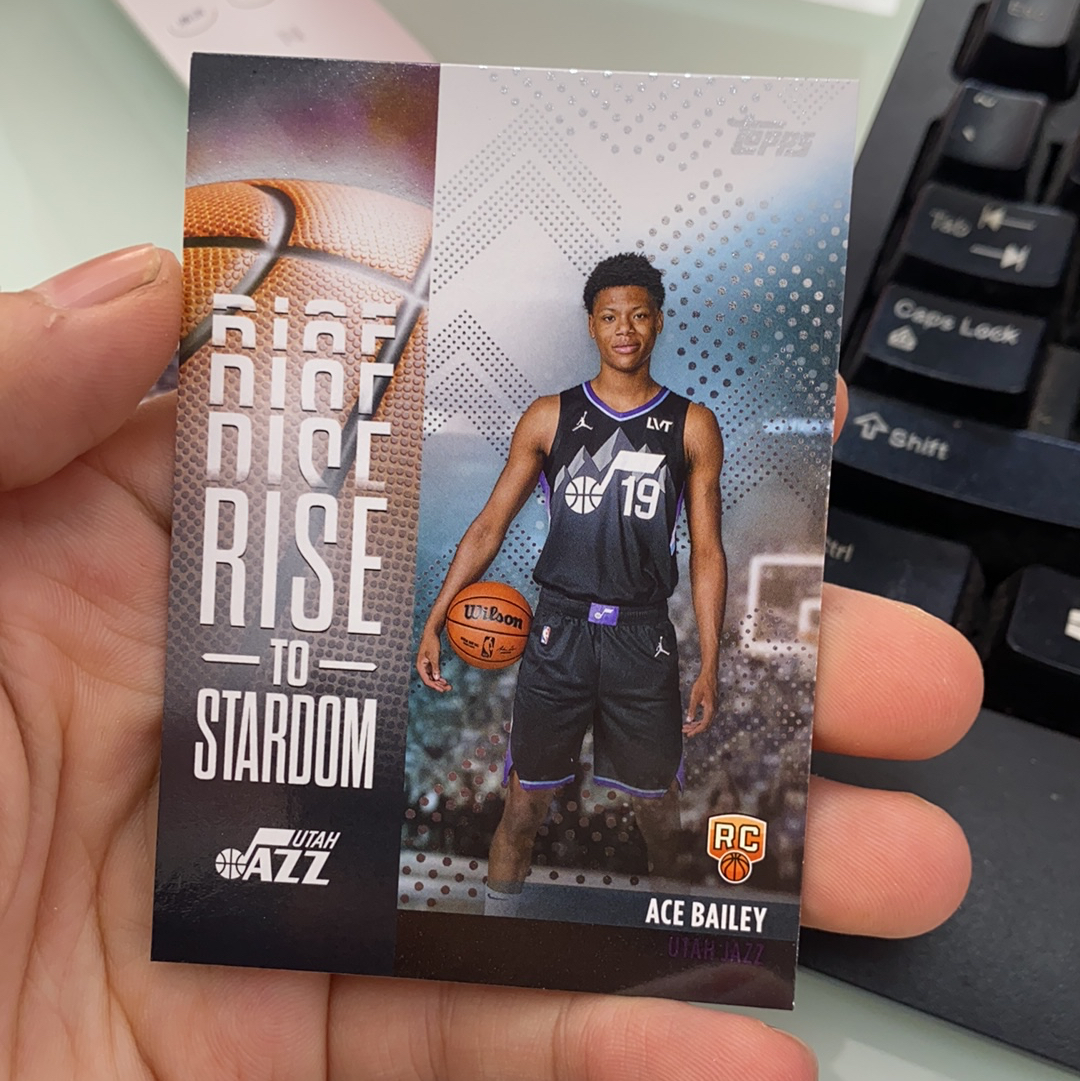 Topps
RISE
RISE
RISE
RISE
TO
STARDOM
UTAH
JAZZ
LVT
19
Wilson
RC
ACE BAILEY
UTAH JAZZ
Tab
Caps Lock
Shift
Ctrl